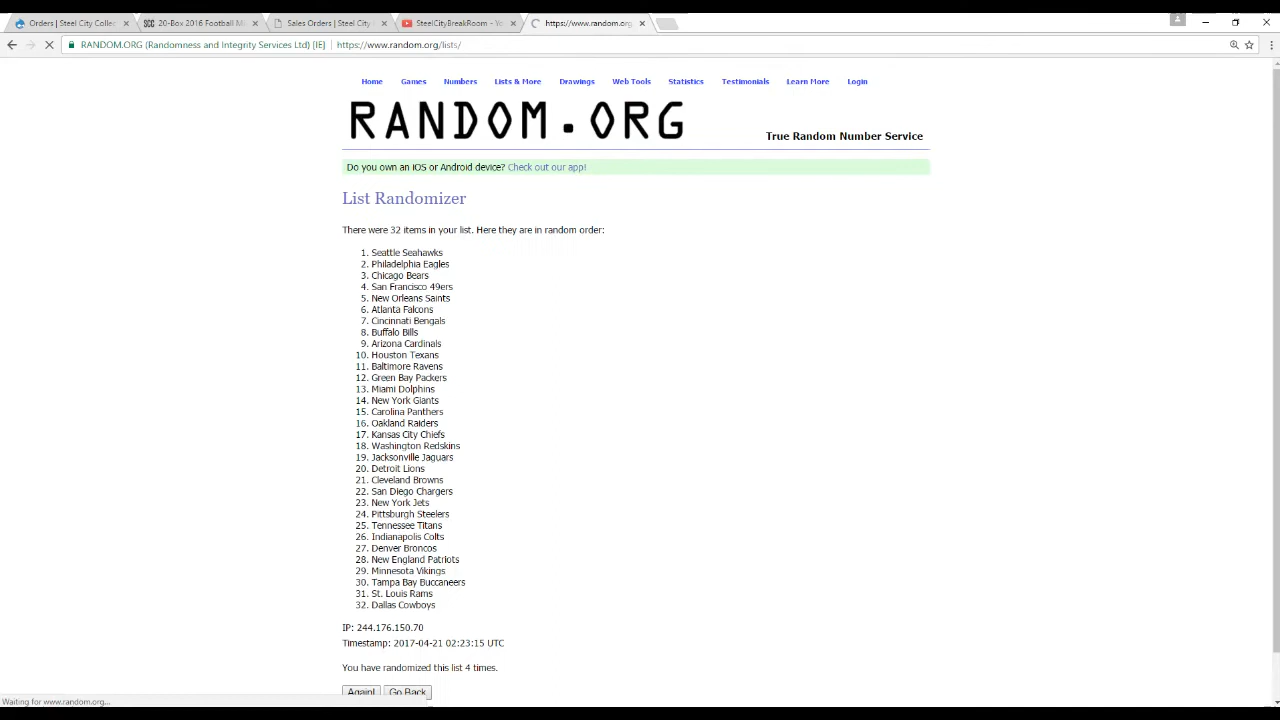 Orders | Steel City Collec
20-Box 2016 Football M
Sales Orders | Steel City
SteelCityBreakRoom - Yo
https://www.random.org
RANDOM.ORG (Randomness and Integrity Services Ltd) [IE] | https://www.random.org/lists/
Home Games Numbers Lists & More Drawings Web Tools Statistics Testimonials Learn More Login
RANDOM.ORG
True Random Number Service
Do you own an iOS or Android device? Check out our app!
List Randomizer
There were 32 items in your list. Here they are in random order:
1. Seattle Seahawks
2. Philadelphia Eagles
3. Chicago Bears
4. San Francisco 49ers
5. New Orleans Saints
6. Atlanta Falcons
7. Cincinnati Bengals
8. Buffalo Bills
9. Arizona Cardinals
10. Houston Texans
11. Baltimore Ravens
12. Green Bay Packers
13. Miami Dolphins
14. New York Giants
15. Carolina Panthers
16. Oakland Raiders
17. Kansas City Chiefs
18. Washington Redskins
19. Jacksonville Jaguars
20. Detroit Lions
21. Cleveland Browns
22. San Diego Chargers
23. New York Jets
24. Pittsburgh Steelers
25. Tennessee Titans
26. Indianapolis Colts
27. Denver Broncos
28. New England Patriots
29. Minnesota Vikings
30. Tampa Bay Buccaneers
31. St. Louis Rams
32. Dallas Cowboys
IP: 244.176.150.70
Timestamp: 2017-04-21 02:23:15 UTC
You have randomized this list 4 times.
Again! Go Back
Waiting for www.random.org...